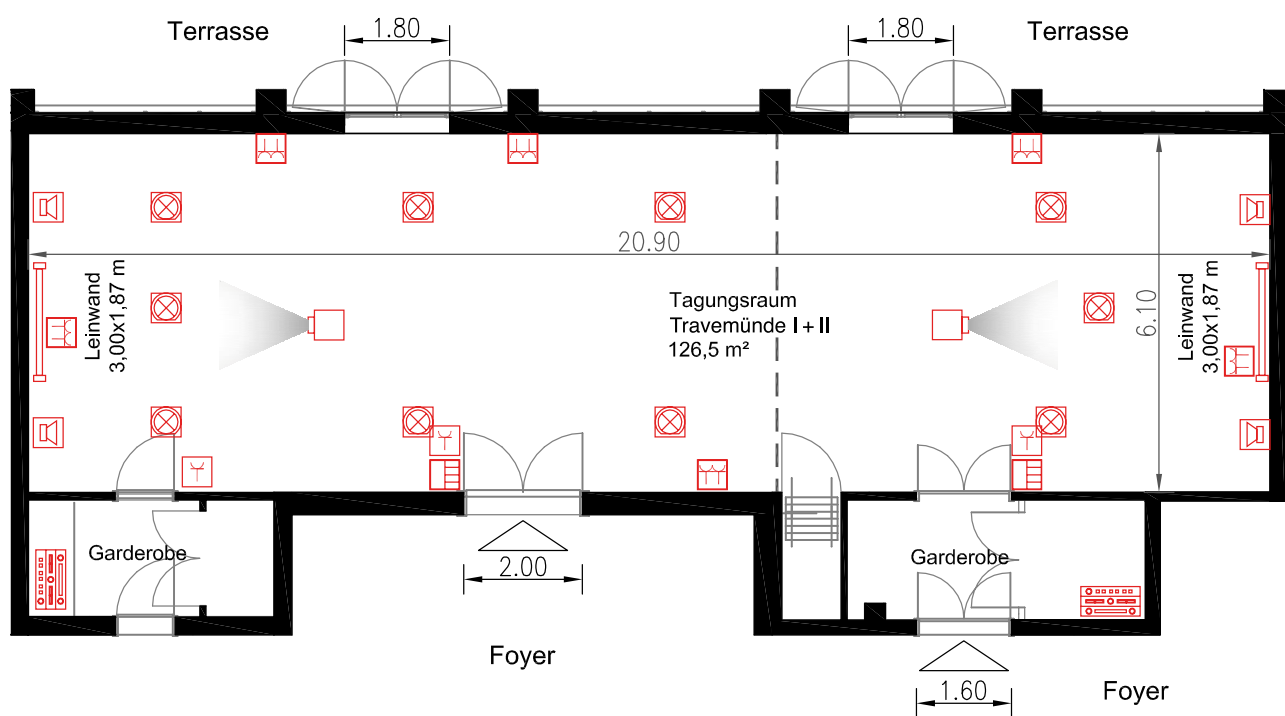 Terrasse
1.80
1.80
Terrasse
20.90
Leinwand
3,00x1,87 m
Tagungsraum
Travemünde I + II
126,5 m²
6.10
Leinwand
3,00x1,87 m
Garderobe
Garderobe
2.00
Foyer
1.60
Foyer